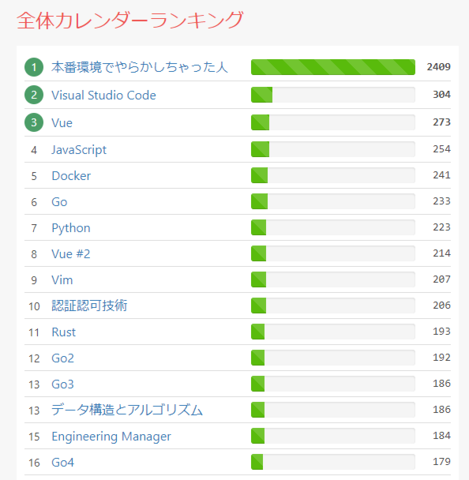 全体カレンダーランキング
1 本番環境でやらかしちゃった人 2409
2 Visual Studio Code 304
3 Vue 273
4 JavaScript 254
5 Docker 241
6 Go 233
7 Python 223
8 Vue #2 214
9 Vim 207
10 認証認可技術 206
11 Rust 193
12 Go2 192
13 Go3 186
13 データ構造とアルゴリズム 186
15 Engineering Manager 184
16 Go4 179